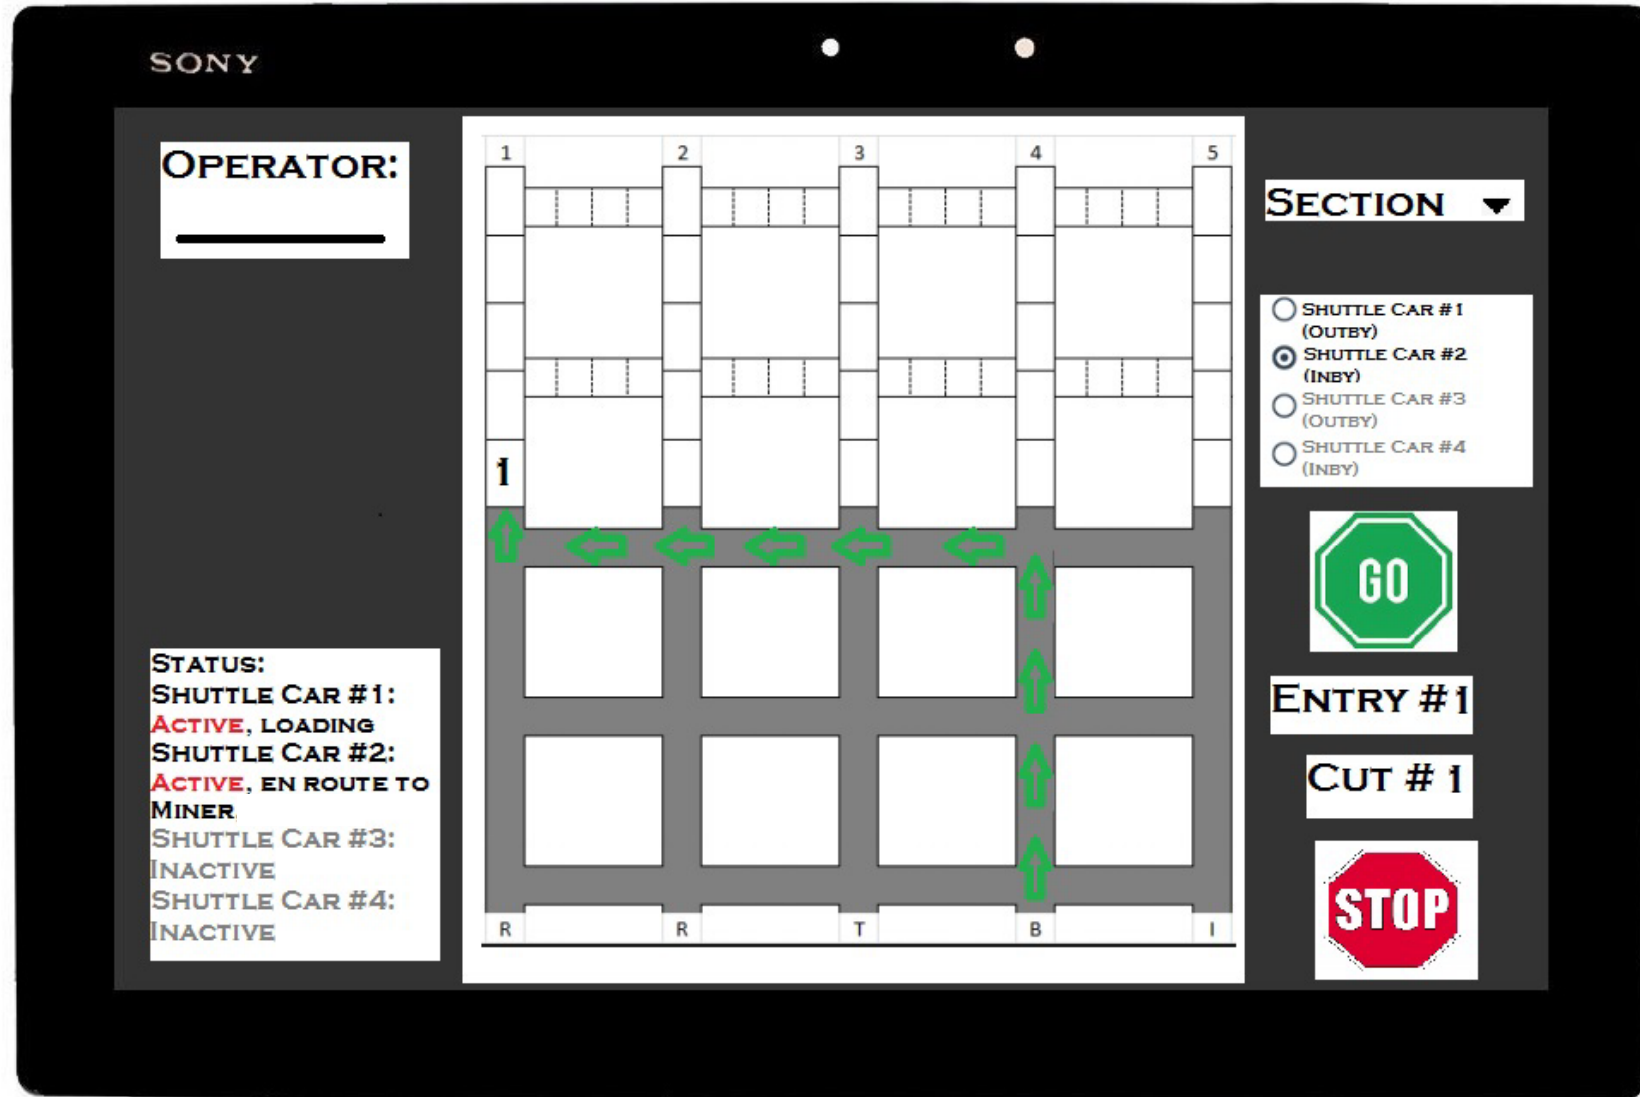 SONY
OPERATOR:
1 2 3 4 5
1
R R T B I
STATUS:
SHUTTLE CAR #1:
ACTIVE, LOADING
SHUTTLE CAR #2:
ACTIVE, EN ROUTE TO
MINER
SHUTTLE CAR #3:
INACTIVE
SHUTTLE CAR #4:
INACTIVE
SECTION
SHUTTLE CAR #1
(OUTBY)
SHUTTLE CAR #2
(INBY)
SHUTTLE CAR #3
(OUTBY)
SHUTTLE CAR #4
(INBY)
GO
ENTRY #1
CUT # 1
STOP